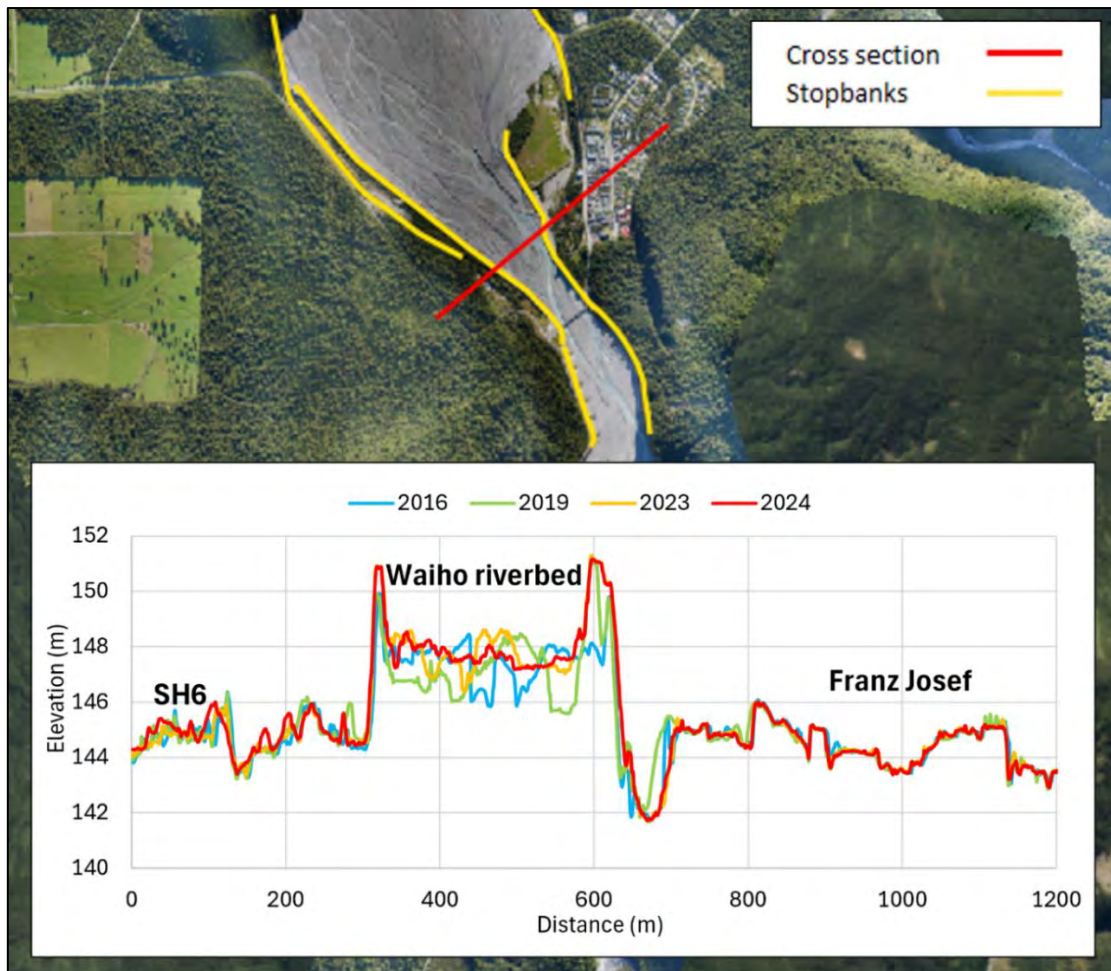 Cross section
Stopbanks
2016 2019 2023 2024
152
150
148
146
144
142
140
Elevation (m)
Waiho riverbed
SH6
Franz Josef
0 200 400 600 800 1000 1200
Distance (m)